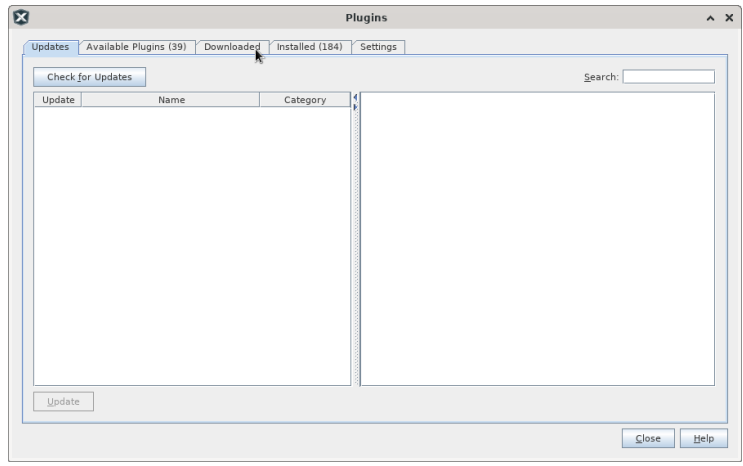 Plugins
Updates Available Plugins (39) Downloaded Installed (184) Settings
Check for Updates Search:
Update Name Category
Update
Close Help